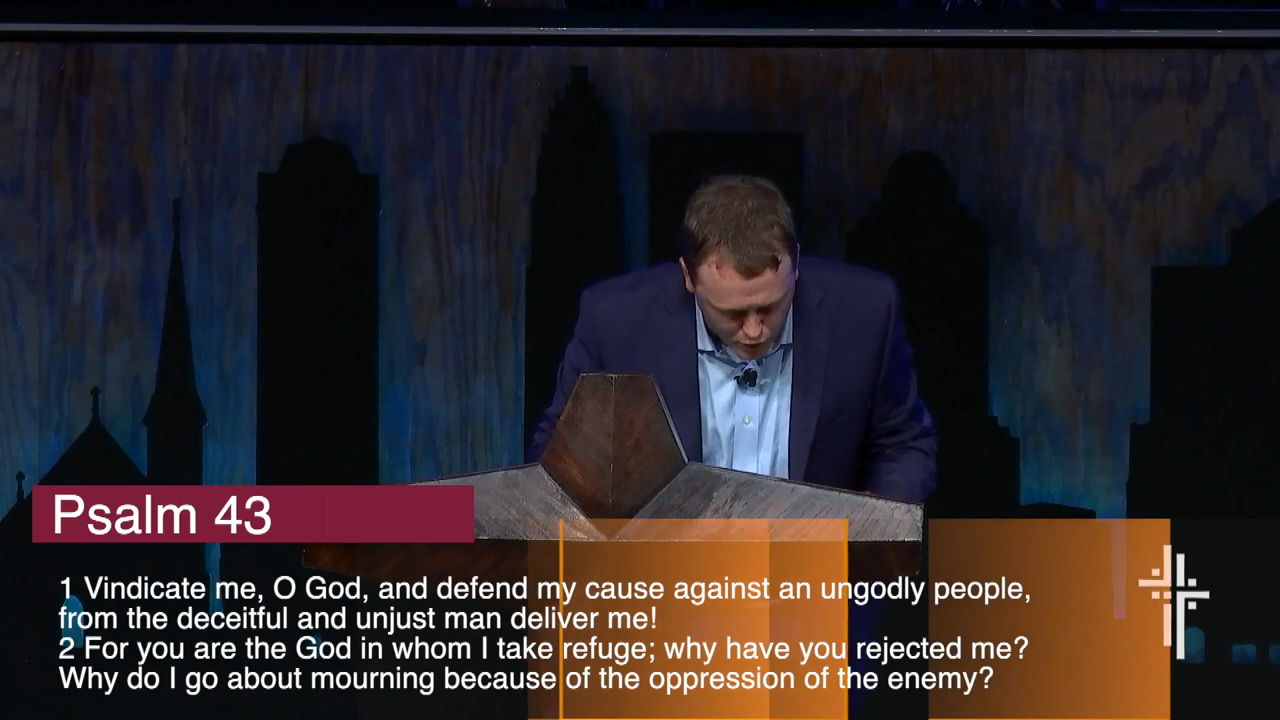 Psalm 43
1 Vindicate me, O God, and defend my cause against an ungodly people,
from the deceitful and unjust man deliver me!
2 For you are the God in whom I take refuge; why have you rejected me?
Why do I go about mourning because of the oppression of the enemy?